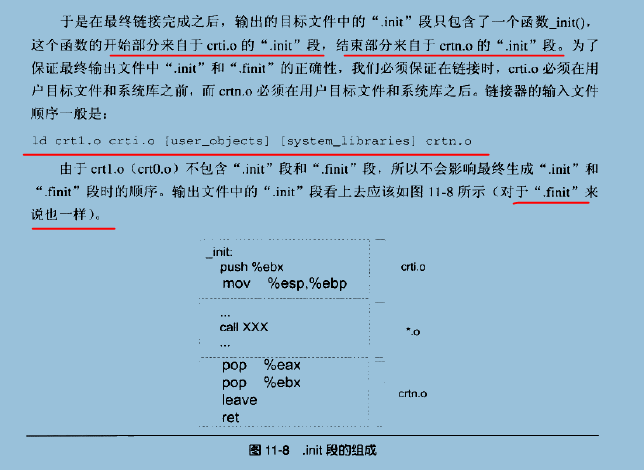 于是在最终链接完成之后，输出的目标文件中的“.init”段只包含了一个函数_init()，
这个函数的开始部分来自于 crti.o 的“.init”段，结束部分来自于 crtn.o 的“.init”段。为了
保证最终输出文件中“.init”和“.finit”的正确性，我们必须保证在链接时，crti.o 必须在用
户目标文件和系统库之前，而 crtn.o 必须在用户目标文件和系统库之后。链接器的输入文件
顺序一般是：
ld crt1.o crti.o [user_objects] [system_libraries] crtn.o
由于 crt1.o（crt0.o）不包含“.init”段和“.finit”段，所以不会影响最终生成“.init”和
“.finit”段时的顺序。输出文件中的“.init”段看上去应该如图 11-8 所示（对于“.finit”来
说也一样）。
_init:
push %ebx
mov %esp,%ebp
crti.o
...
call XXX
...
*.o
pop %eax
pop %ebx
leave
ret
crtn.o
图 11-8 .init 段的组成